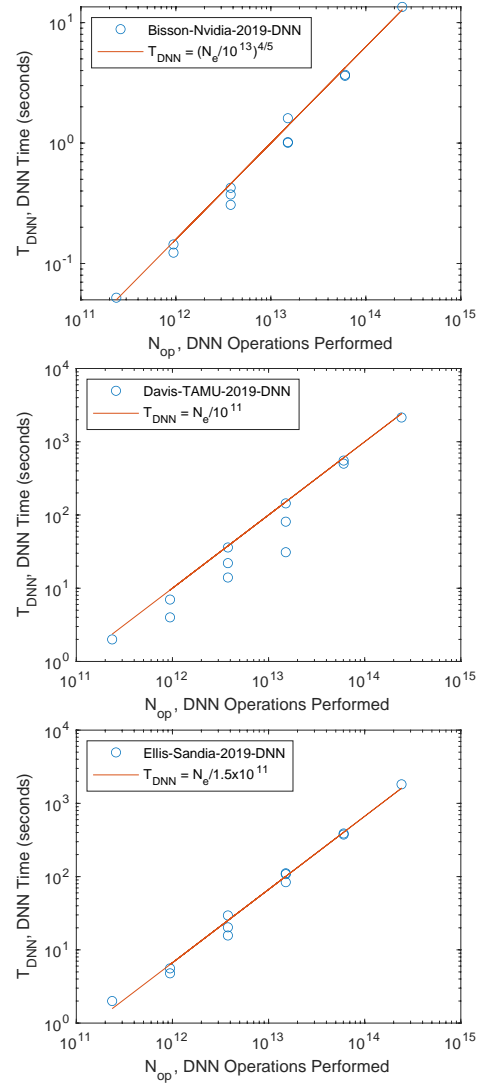 10^1
10^0
10^-1
T_DNN, DNN Time (seconds)
Bisson-Nvidia-2019-DNN
T_DNN = (N_e/10^13)^4/5
10^11 10^12 10^13 10^14 10^15
N_op, DNN Operations Performed
10^4
10^3
10^2
10^1
10^0
T_DNN, DNN Time (seconds)
Davis-TAMU-2019-DNN
T_DNN = N_e/10^11
10^11 10^12 10^13 10^14 10^15
N_op, DNN Operations Performed
10^4
10^3
10^2
10^1
10^0
T_DNN, DNN Time (seconds)
Ellis-Sandia-2019-DNN
T_DNN = N_e/1.5x10^11
10^11 10^12 10^13 10^14 10^15
N_op, DNN Operations Performed